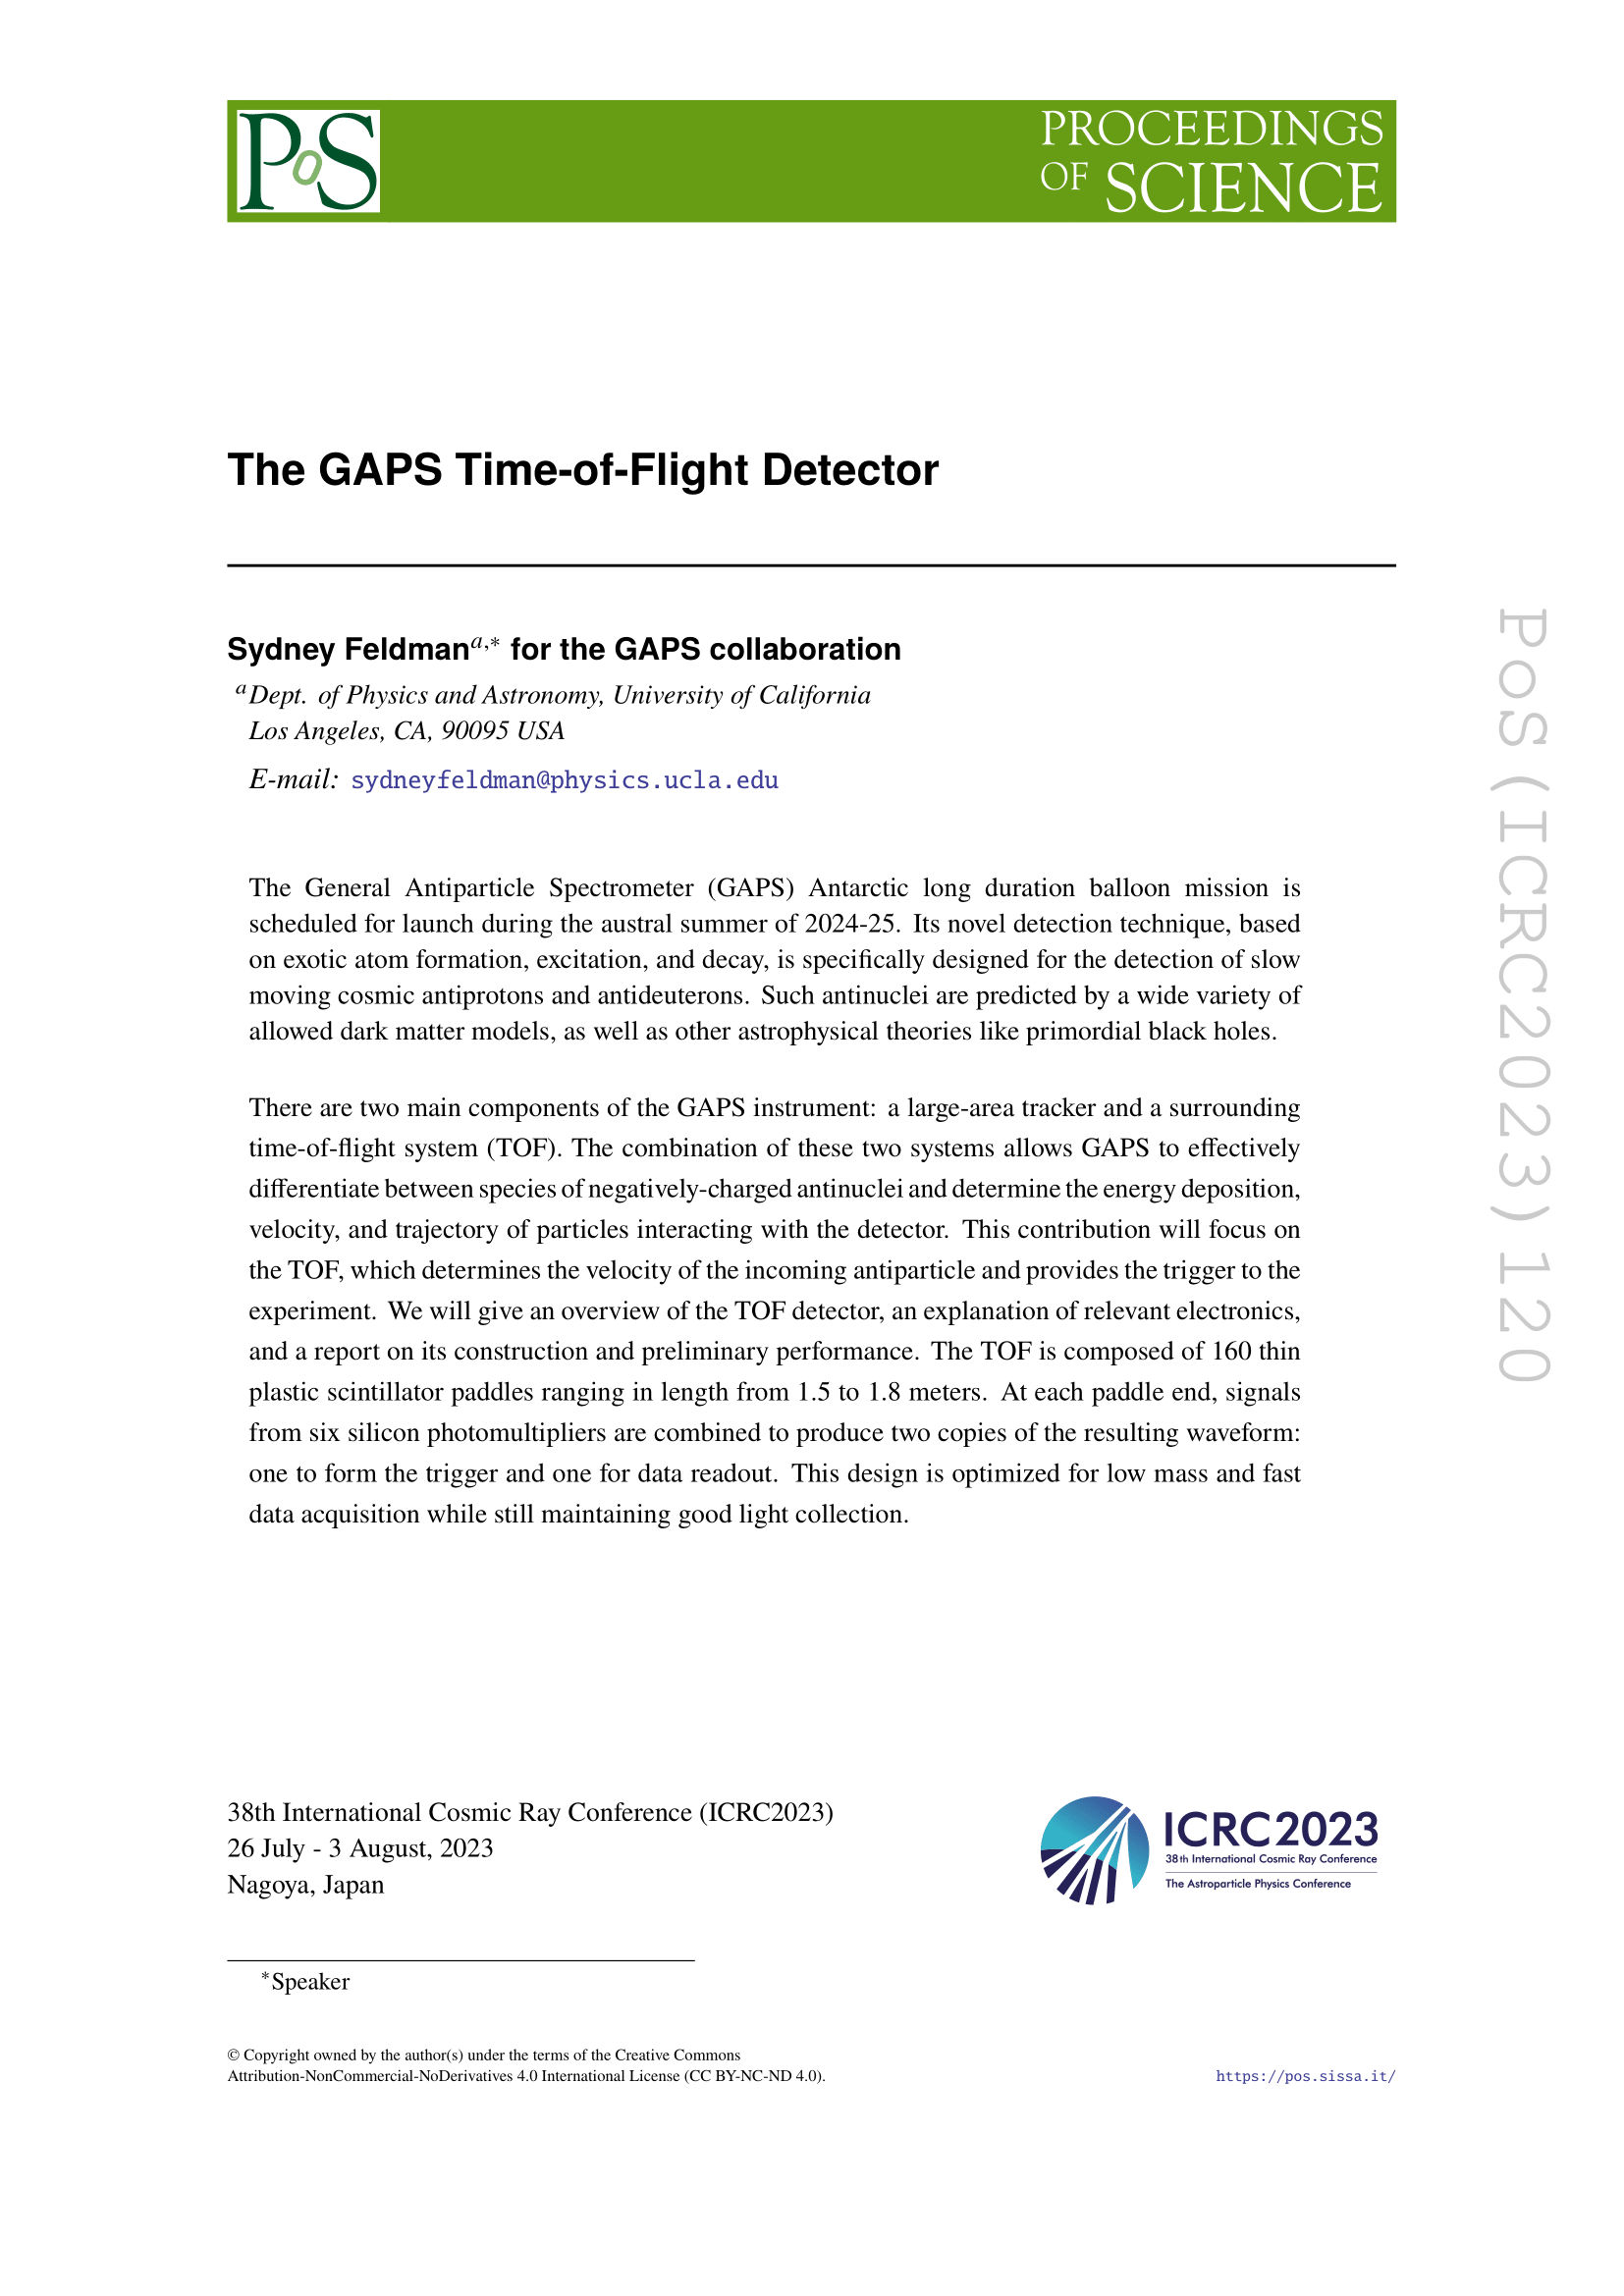 PoS
PROCEEDINGS
OF SCIENCE
The GAPS Time-of-Flight Detector
Sydney Feldman𝑎,∗ for the GAPS collaboration
𝑎Dept. of Physics and Astronomy, University of California
Los Angeles, CA, 90095 USA
E-mail: sydneyfeldman@physics.ucla.edu
The General Antiparticle Spectrometer (GAPS) Antarctic long duration balloon mission is
scheduled for launch during the austral summer of 2024-25. Its novel detection technique, based
on exotic atom formation, excitation, and decay, is specifically designed for the detection of slow
moving cosmic antiprotons and antideuterons. Such antinuclei are predicted by a wide variety of
allowed dark matter models, as well as other astrophysical theories like primordial black holes.
There are two main components of the GAPS instrument: a large-area tracker and a surrounding
time-of-flight system (TOF). The combination of these two systems allows GAPS to effectively
differentiate between species of negatively-charged antinuclei and determine the energy deposition,
velocity, and trajectory of particles interacting with the detector. This contribution will focus on
the TOF, which determines the velocity of the incoming antiparticle and provides the trigger to the
experiment. We will give an overview of the TOF detector, an explanation of relevant electronics,
and a report on its construction and preliminary performance. The TOF is composed of 160 thin
plastic scintillator paddles ranging in length from 1.5 to 1.8 meters. At each paddle end, signals
from six silicon photomultipliers are combined to produce two copies of the resulting waveform:
one to form the trigger and one for data readout. This design is optimized for low mass and fast
data acquisition while still maintaining good light collection.
38th International Cosmic Ray Conference (ICRC2023)
26 July - 3 August, 2023
Nagoya, Japan
ICRC2023
38th International Cosmic Ray Conference
The Astroparticle Physics Conference
∗Speaker
© Copyright owned by the author(s) under the terms of the Creative Commons
Attribution-NonCommercial-NoDerivatives 4.0 International License (CC BY-NC-ND 4.0).
https://pos.sissa.it/
PoS(ICRC2023)120